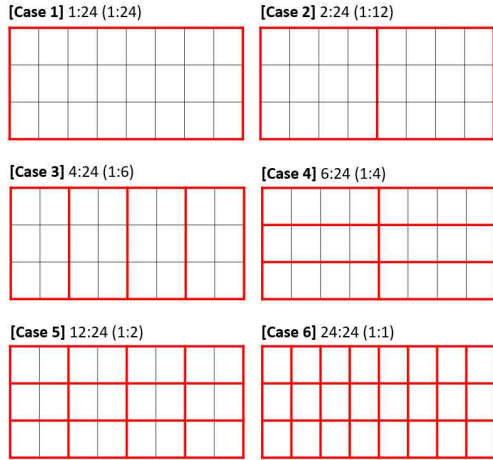 [Case 1] 1:24 (1:24)
[Case 2] 2:24 (1:12)
[Case 3] 4:24 (1:6)
[Case 4] 6:24 (1:4)
[Case 5] 12:24 (1:2)
[Case 6] 24:24 (1:1)